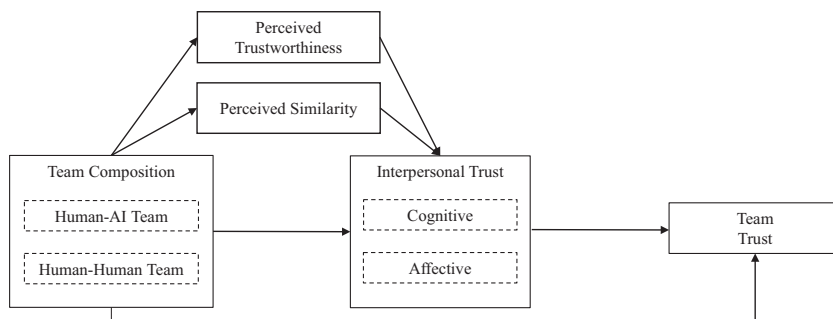 Perceived
Trustworthiness
Perceived Similarity
Team Composition
Human-AI Team
Human-Human Team
Interpersonal Trust
Cognitive
Affective
Team
Trust